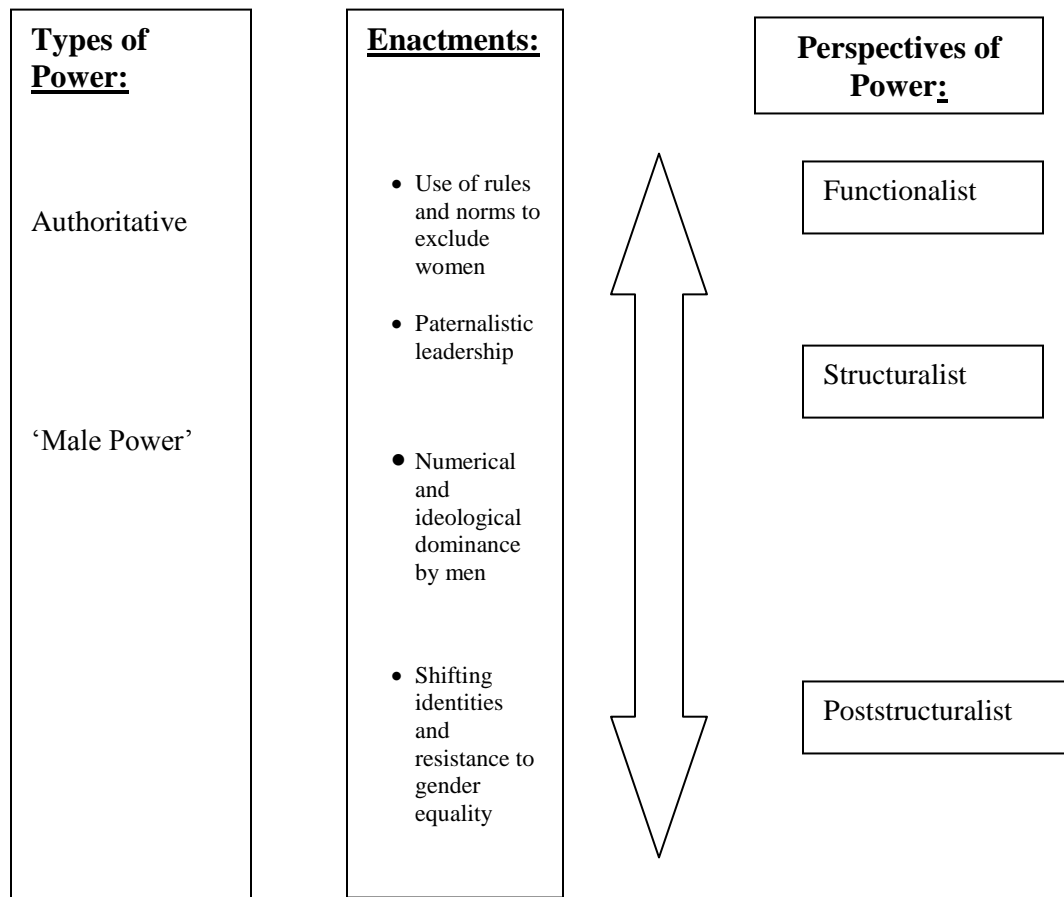 Types of
Power:
Authoritative
‘Male Power’
Enactments:
• Use of rules
and norms to
exclude
women
• Paternalistic
leadership
• Numerical
and
ideological
dominance
by men
• Shifting
identities
and
resistance to
gender
equality
Perspectives of
Power:
Functionalist
Structuralist
Poststructuralist